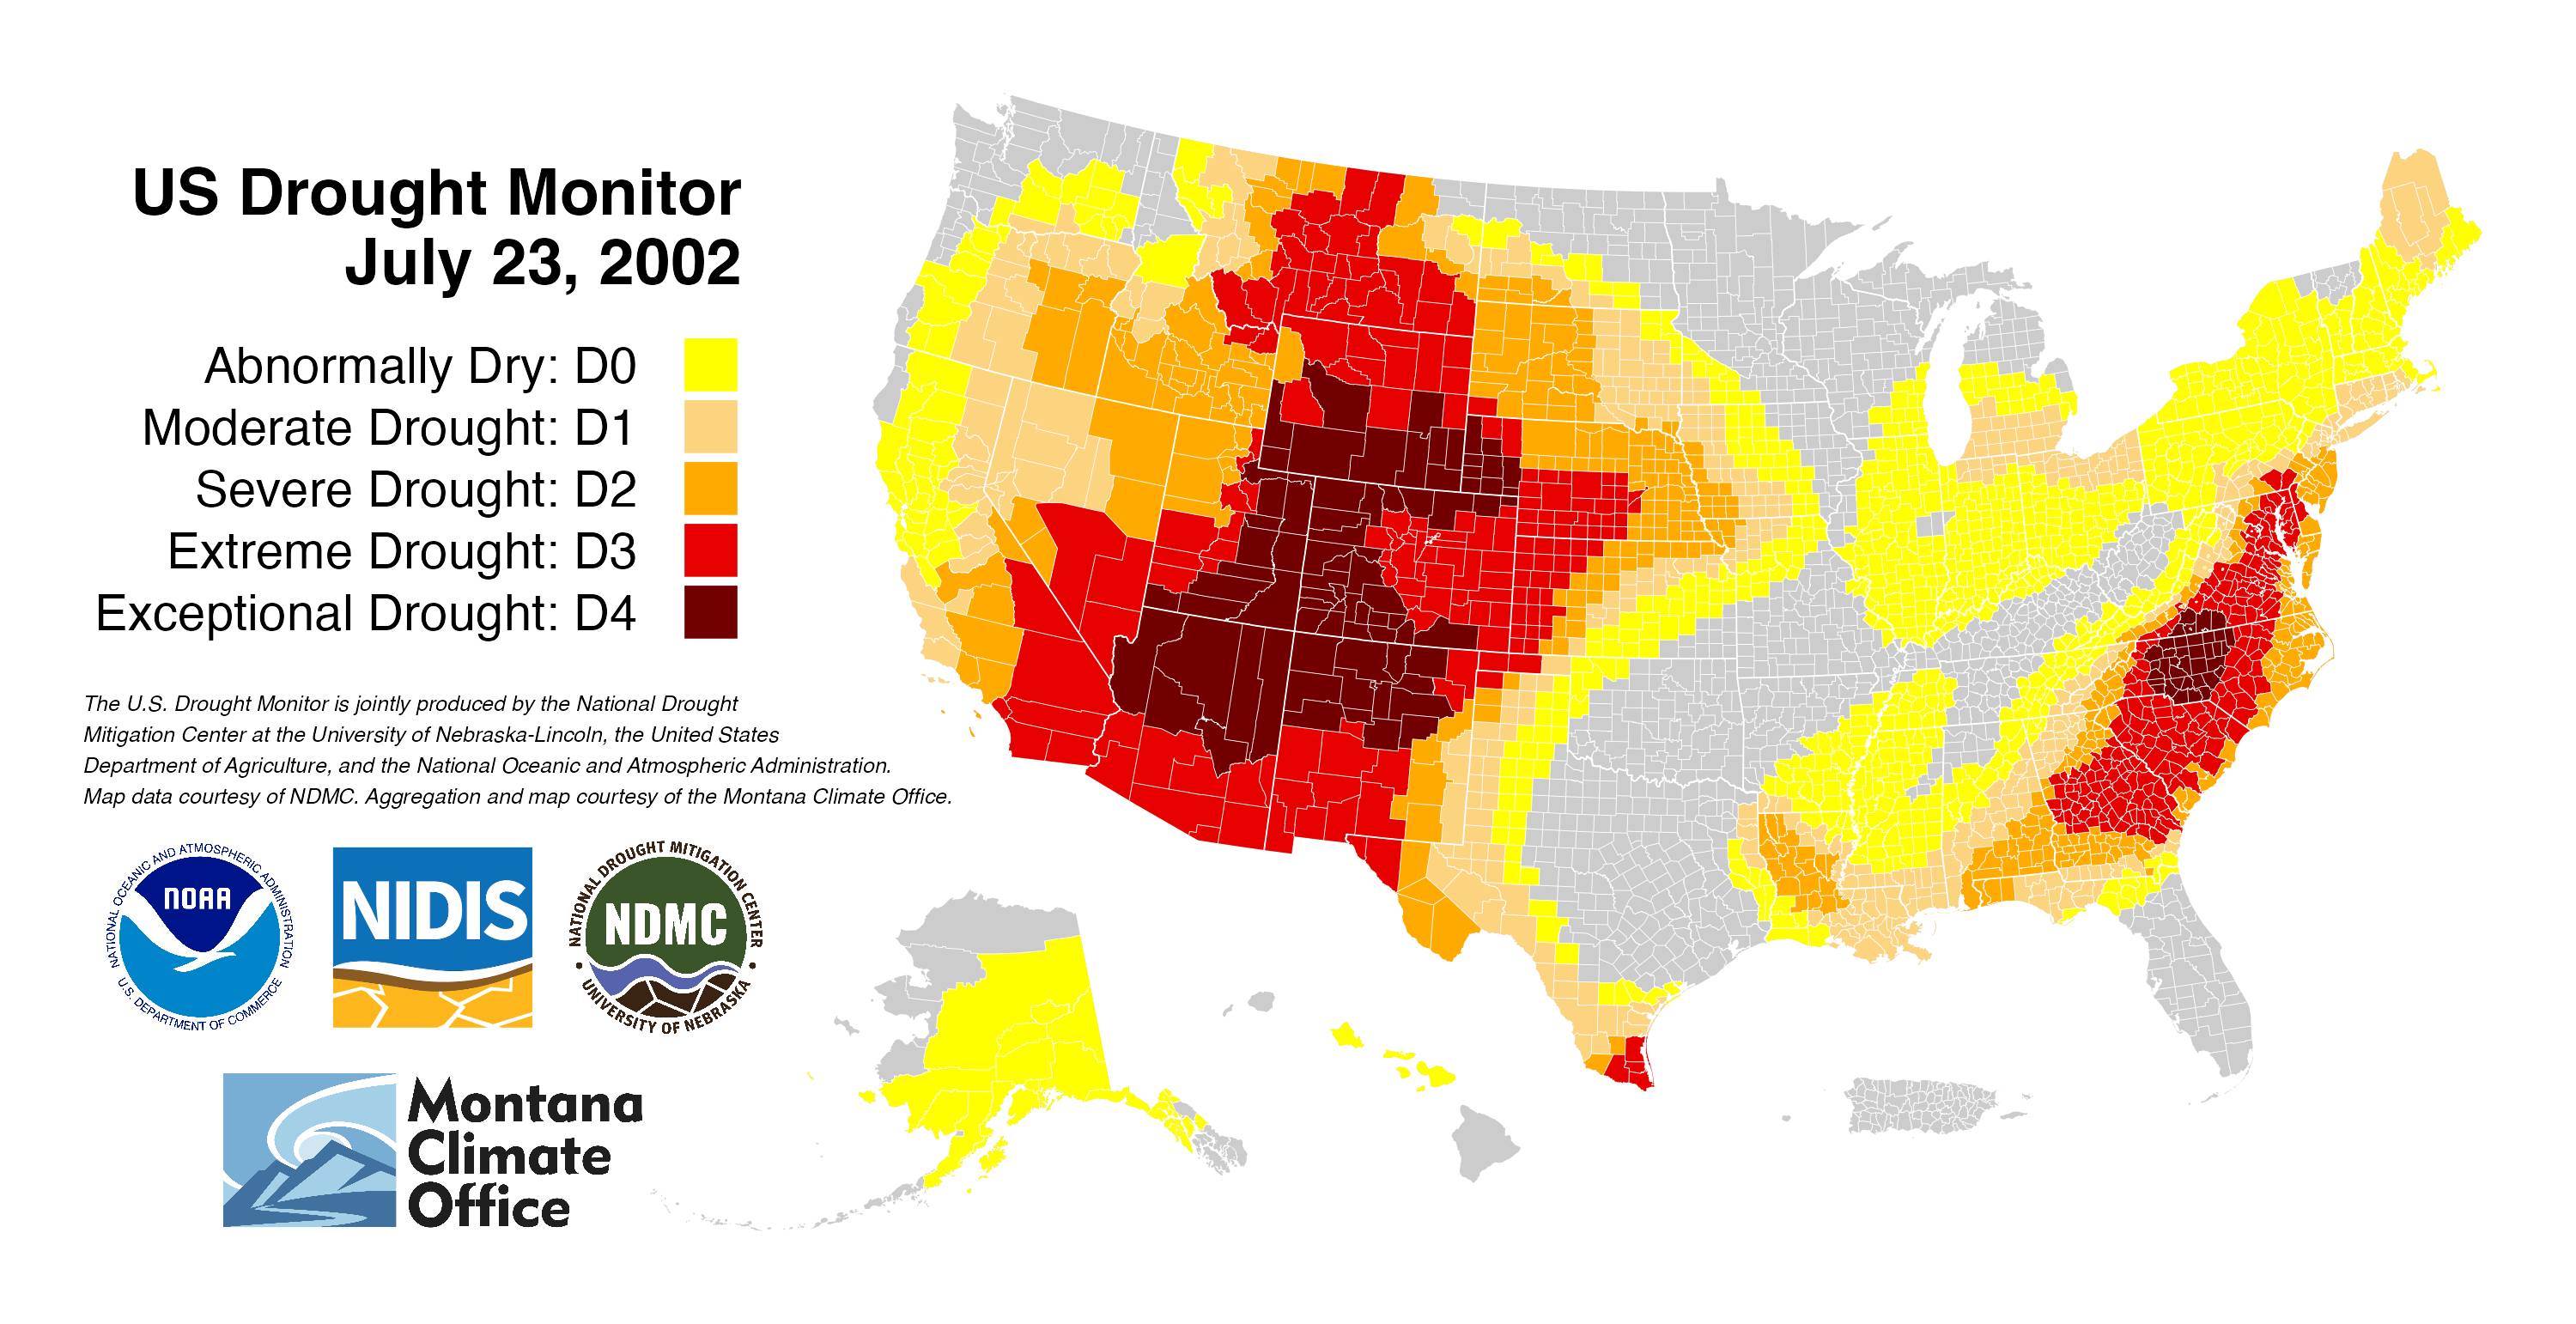 US Drought Monitor
July 23, 2002
Abnormally Dry: D0
Moderate Drought: D1
Severe Drought: D2
Extreme Drought: D3
Exceptional Drought: D4
The U.S. Drought Monitor is jointly produced by the National Drought
Mitigation Center at the University of Nebraska-Lincoln, the United States
Department of Agriculture, and the National Oceanic and Atmospheric Administration.
Map data courtesy of NDMC. Aggregation and map courtesy of the Montana Climate Office.
NATIONAL OCEANIC AND ATMOSPHERIC ADMINISTRATION
NOAA
U.S. DEPARTMENT OF COMMERCE
NIDIS
NATIONAL DROUGHT MITIGATION CENTER
NDMC
UNIVERSITY OF NEBRASKA
Montana
Climate
Office